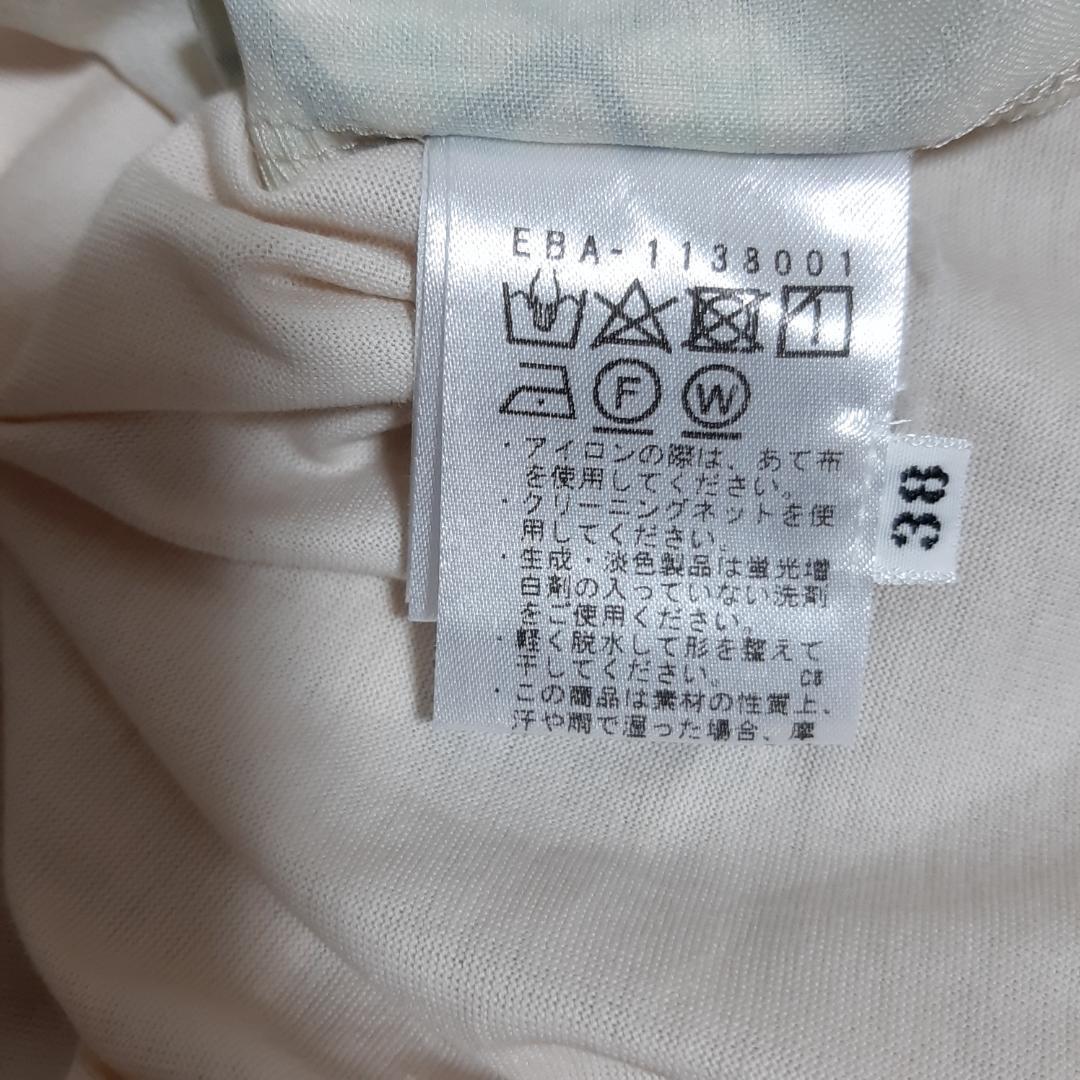 EBA-1138001
F W
・アイロンの際は、あて布
を使用してください。
・クリーニングネットを使
用してください。
・生成・淡色製品は蛍光増
白剤の入っていない洗剤
をご使用ください。
・軽く脱水して形を整えて
干してください。 C8
・この商品は素材の性質上、
汗や雨で湿った場合、摩
38